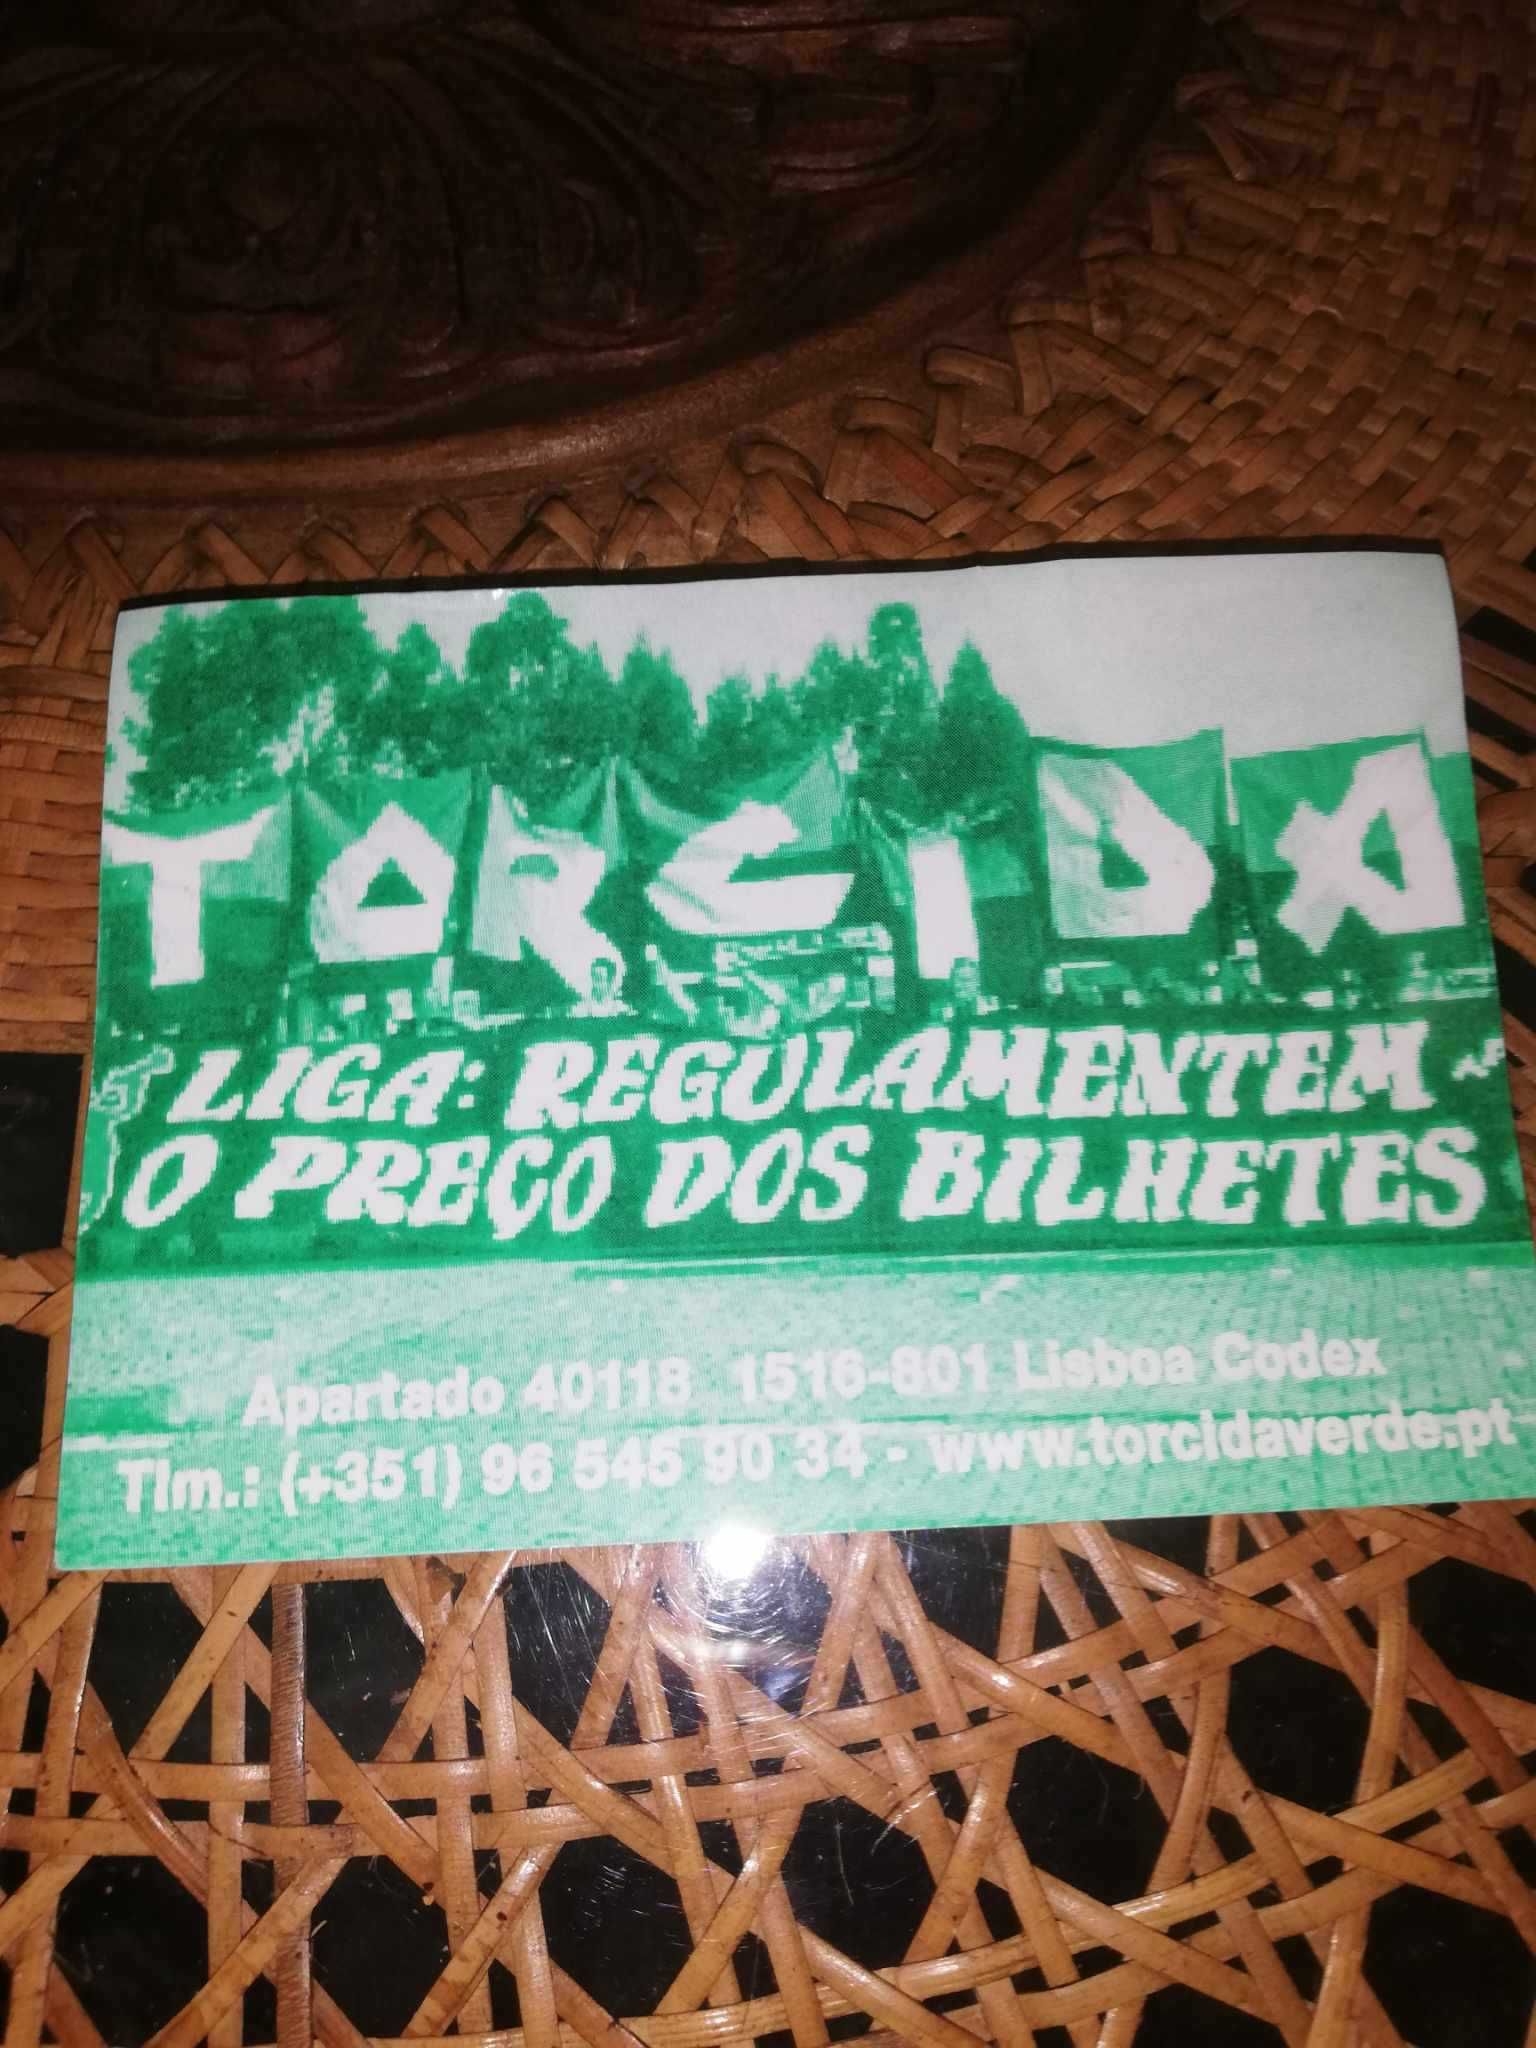 TORCIDA
LIGA: REGULAMENTEM
O PREÇO DOS BILHETES
Apartado 40118 1516-801 Lisboa Codex
Tlm.: (+351) 96 545 90 34 - www.torcidaverde.pt